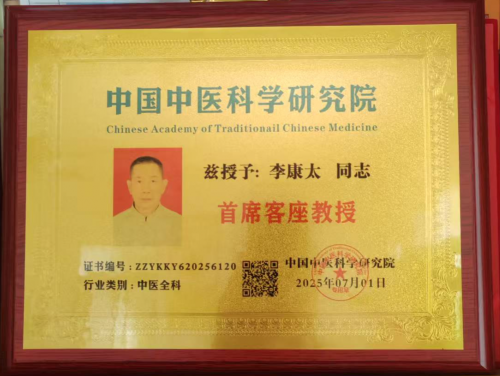 中国中医科学研究院
Chinese Academy of Traditionail Chinese Medicine
兹授予: 李康太 同志
首席客座教授
证书编号：ZZYKKY620256120
行业类别：中医全科
中国中医科学研究院
2025年07月01日